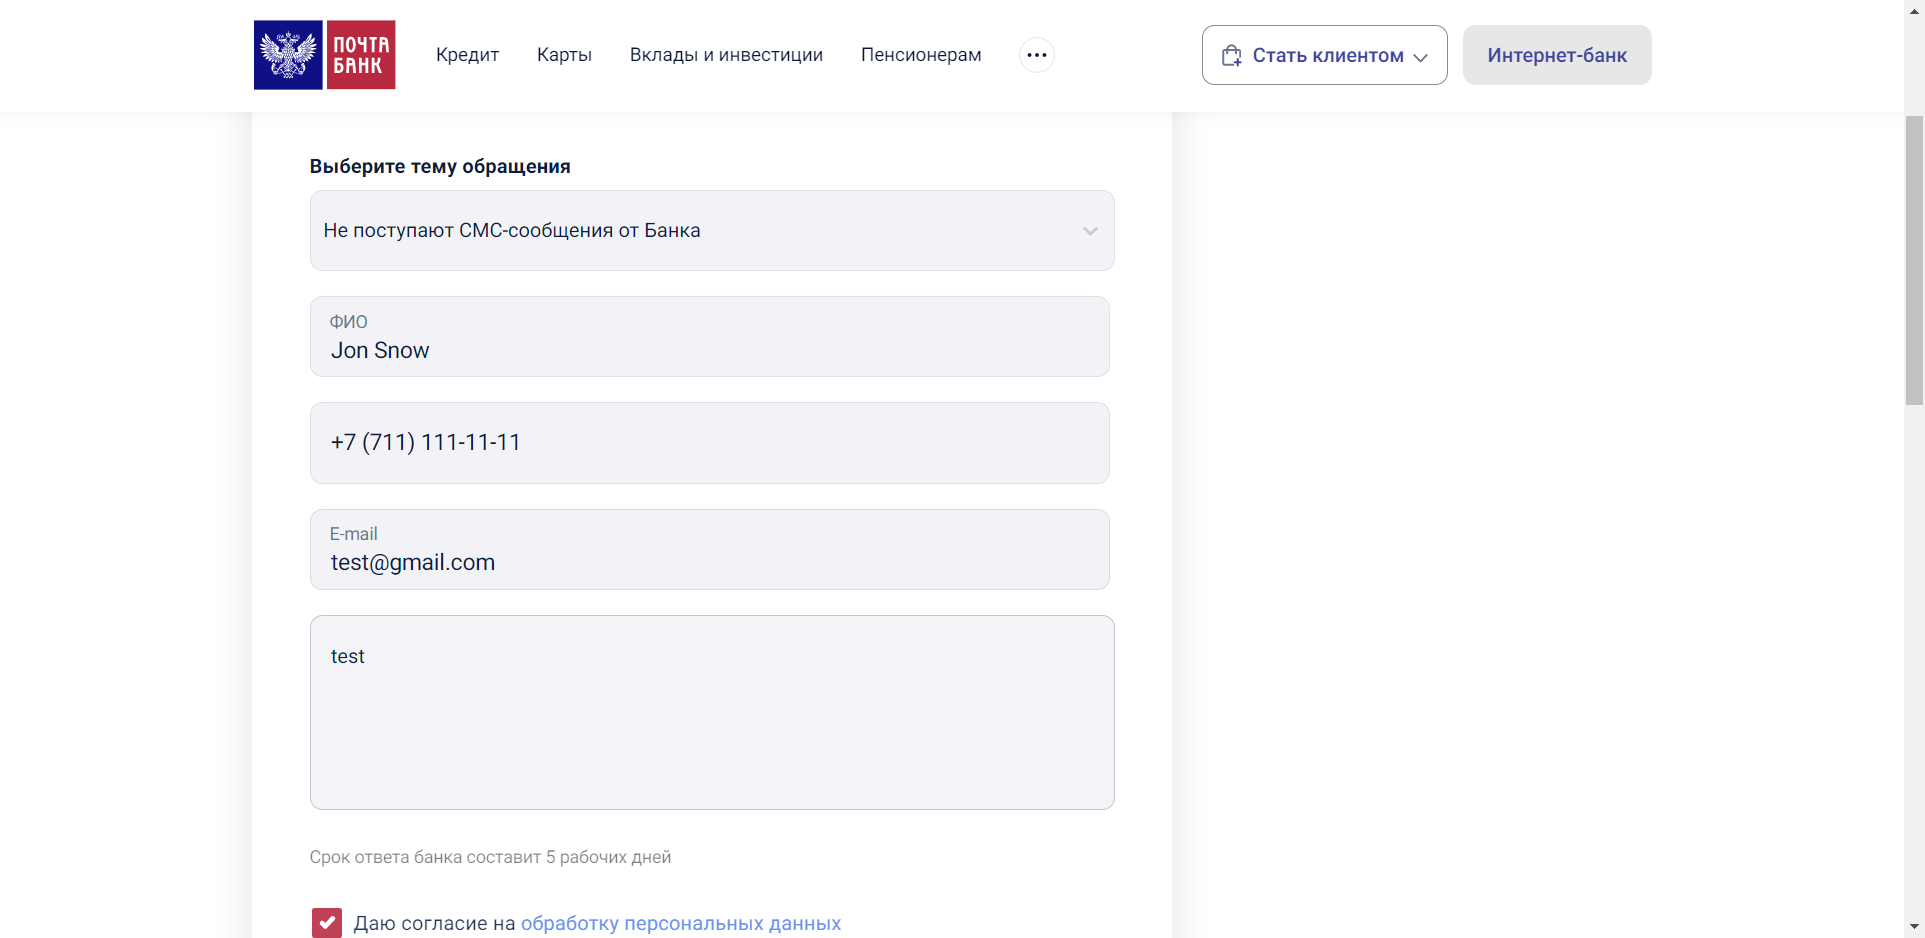 ПОЧТА
БАНК
Кредит
Карты
Вклады и инвестиции
Пенсионерам
Стать клиентом
Интернет-банк
Выберите тему обращения
Не поступают СМС-сообщения от Банка
ФИО
Jon Snow
+7 (711) 111-11-11
E-mail
test@gmail.com
test
Срок ответа банка составит 5 рабочих дней
Даю согласие на обработку персональных данных